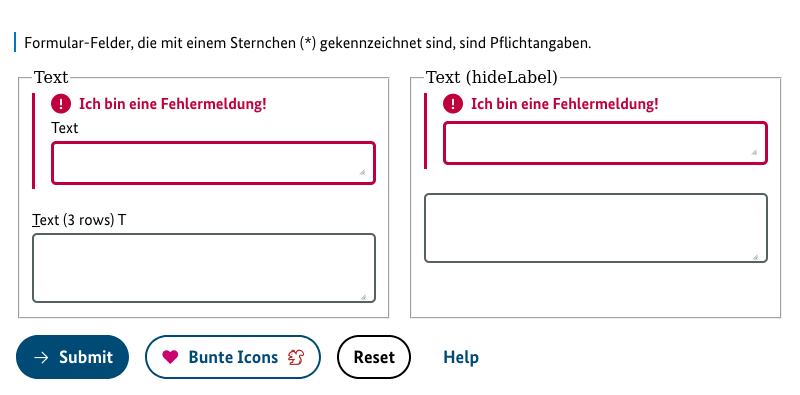 Formular-Felder, die mit einem Sternchen (*) gekennzeichnet sind, sind Pflichtangaben.
Text
Ich bin eine Fehlermeldung!
Text
Text (3 rows) T
Text (hideLabel)
Ich bin eine Fehlermeldung!
Submit
Bunte Icons
Reset
Help